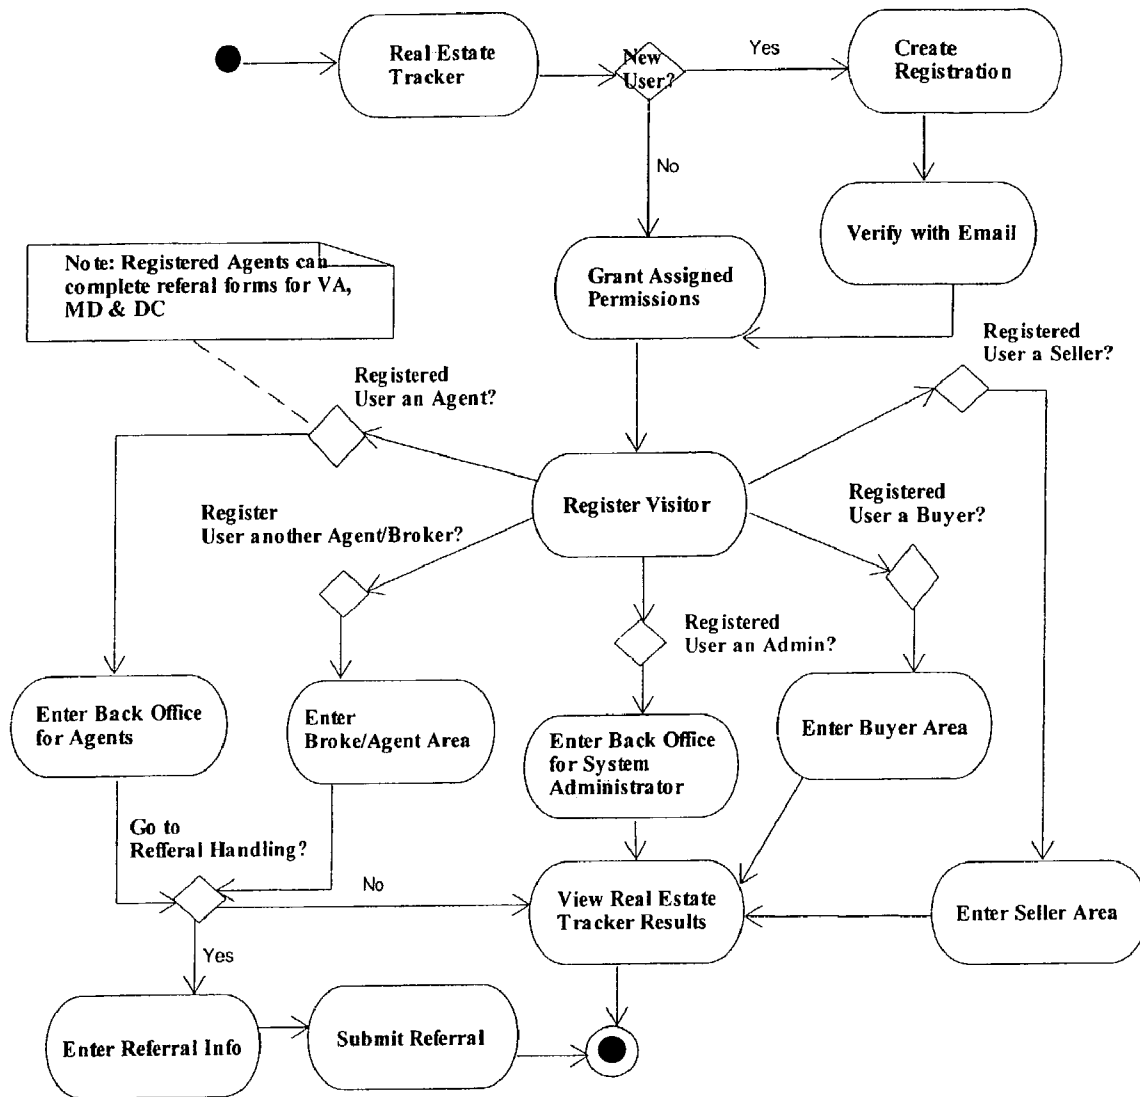 Real Estate
Tracker
New
User?
Yes
Create
Registration
No
Verify with Email
Note: Registered Agents can
complete referal forms for VA,
MD & DC
Grant Assigned
Permissions
Registered
User a Seller?
Registered
User an Agent?
Register Visitor
Registered
User a Buyer?
Register
User another Agent/Broker?
Registered
User an Admin?
Enter Back Office
for Agents
Enter
Broke/Agent Area
Enter Back Office
for System
Administrator
Enter Buyer Area
Go to
Refferal Handling?
No
View Real Estate
Tracker Results
Enter Seller Area
Yes
Enter Referral Info
Submit Referral